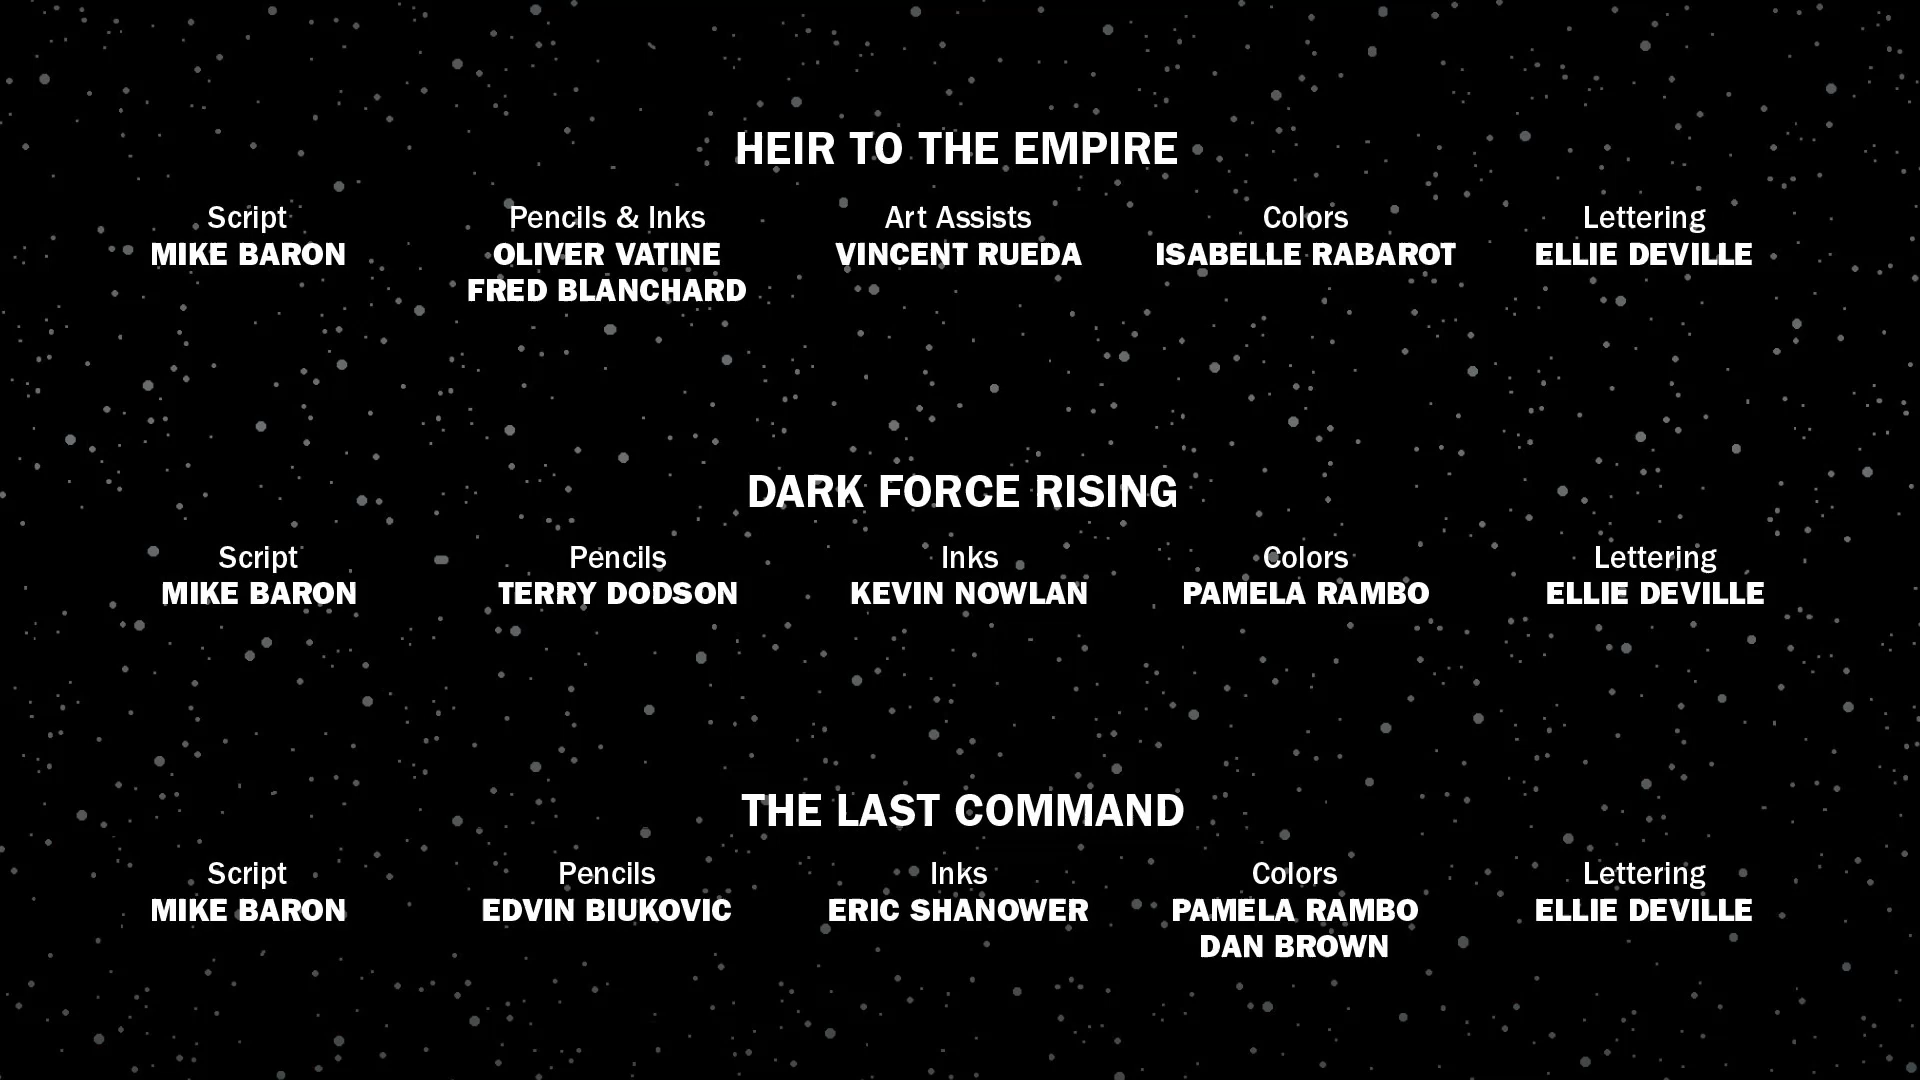 HEIR TO THE EMPIRE
Script
MIKE BARON
Pencils & Inks
OLIVER VATINE
FRED BLANCHARD
Art Assists
VINCENT RUEDA
Colors
ISABELLE RABAROT
Lettering
ELLIE DEVILLE
DARK FORCE RISING
Script
MIKE BARON
Pencils
TERRY DODSON
Inks
KEVIN NOWLAN
Colors
PAMELA RAMBO
Lettering
ELLIE DEVILLE
THE LAST COMMAND
Script
MIKE BARON
Pencils
EDVIN BIUKOVIC
Inks
ERIC SHANOWER
Colors
PAMELA RAMBO
DAN BROWN
Lettering
ELLIE DEVILLE